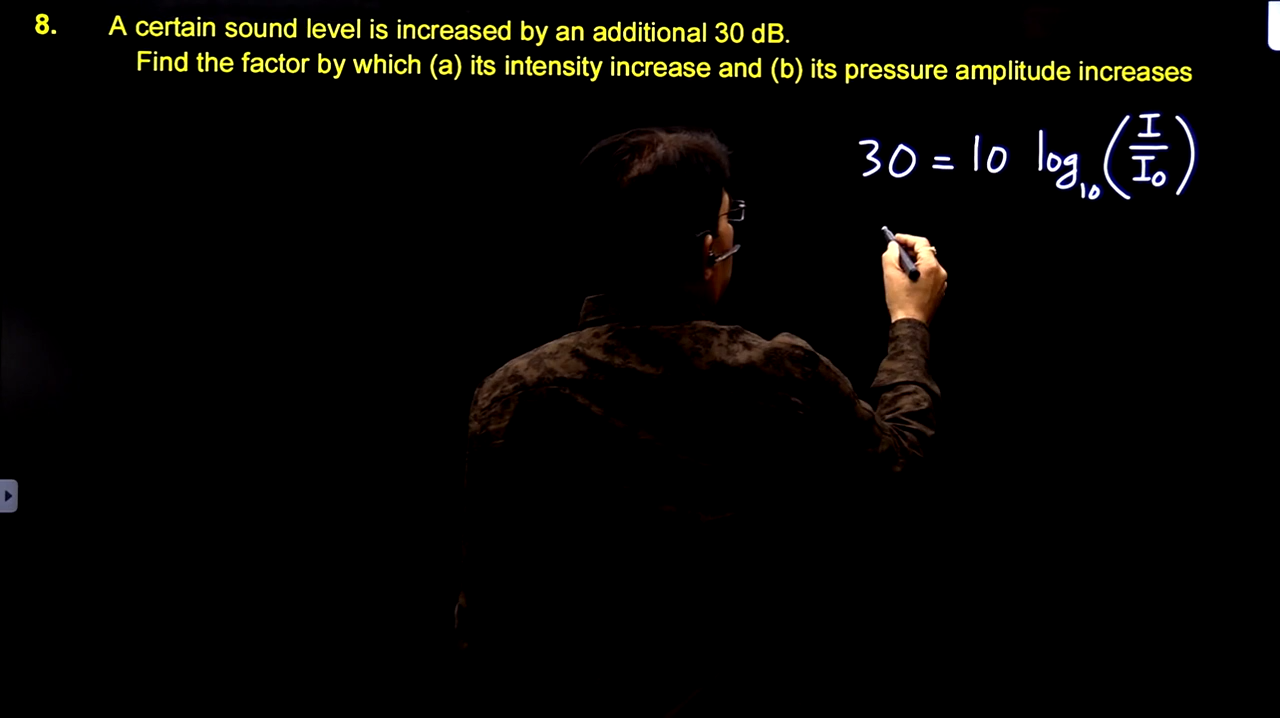 8. A certain sound level is increased by an additional 30 dB.
Find the factor by which (a) its intensity increase and (b) its pressure amplitude increases
30 = 10 log₁₀ (I/I₀)